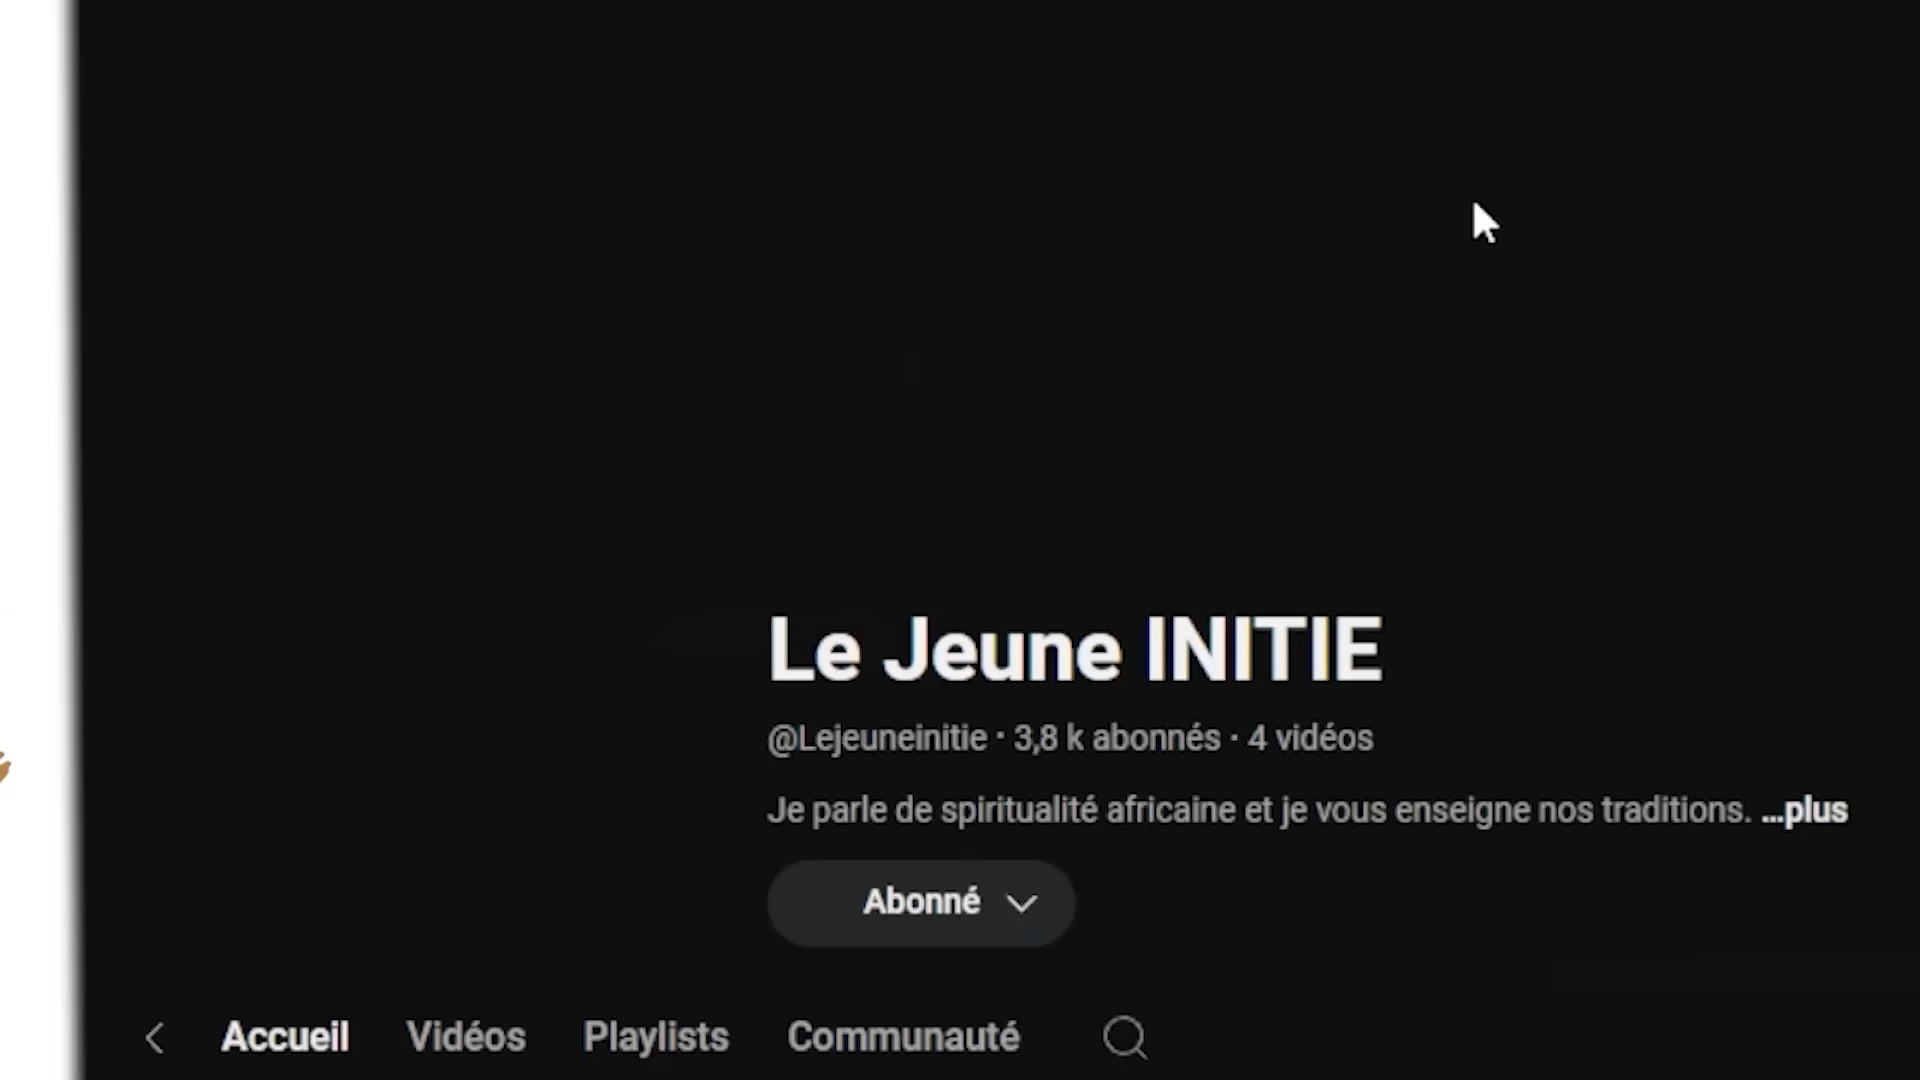 Le Jeune INITIE
@Lejeuneinitie · 3,8 k abonnés · 4 vidéos
Je parle de spiritualité africaine et je vous enseigne nos traditions. ...plus
Abonné
Accueil Vidéos Playlists Communauté